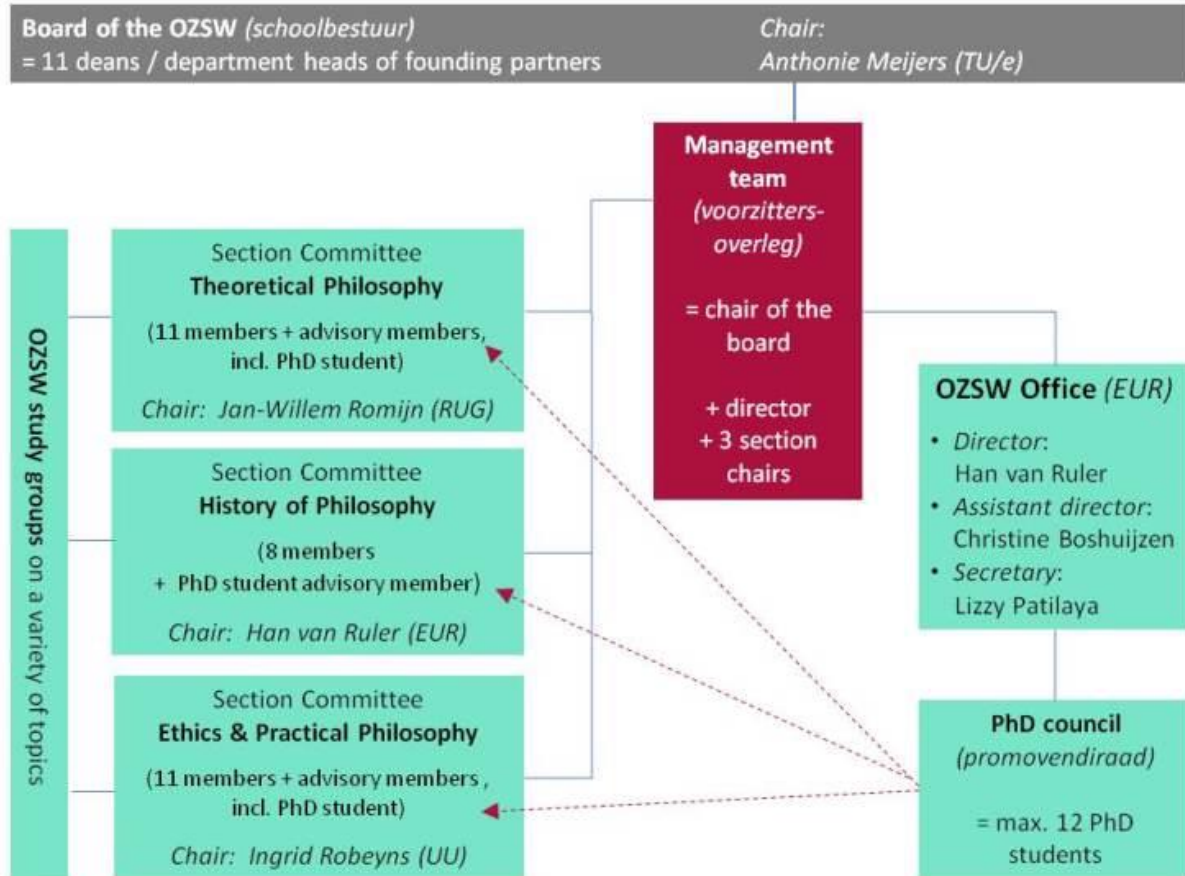 Board of the OZSW (schoolbestuur)
= 11 deans / department heads of founding partners
Chair:
Anthonie Meijers (TU/e)
Management
team
(voorzitters-
overleg)
= chair of the
board
+ director
+ 3 section
chairs
OZSW study groups on a variety of topics
Section Committee
Theoretical Philosophy
(11 members + advisory members,
incl. PhD student)
Chair: Jan-Willem Romijn (RUG)
Section Committee
History of Philosophy
(8 members
+ PhD student advisory member)
Chair: Han van Ruler (EUR)
Section Committee
Ethics & Practical Philosophy
(11 members + advisory members ,
incl. PhD student)
Chair: Ingrid Robeyns (UU)
OZSW Office (EUR)
• Director:
Han van Ruler
• Assistant director:
Christine Boshuijzen
• Secretary:
Lizzy Patilaya
PhD council
(promovendiraad)
= max. 12 PhD
students